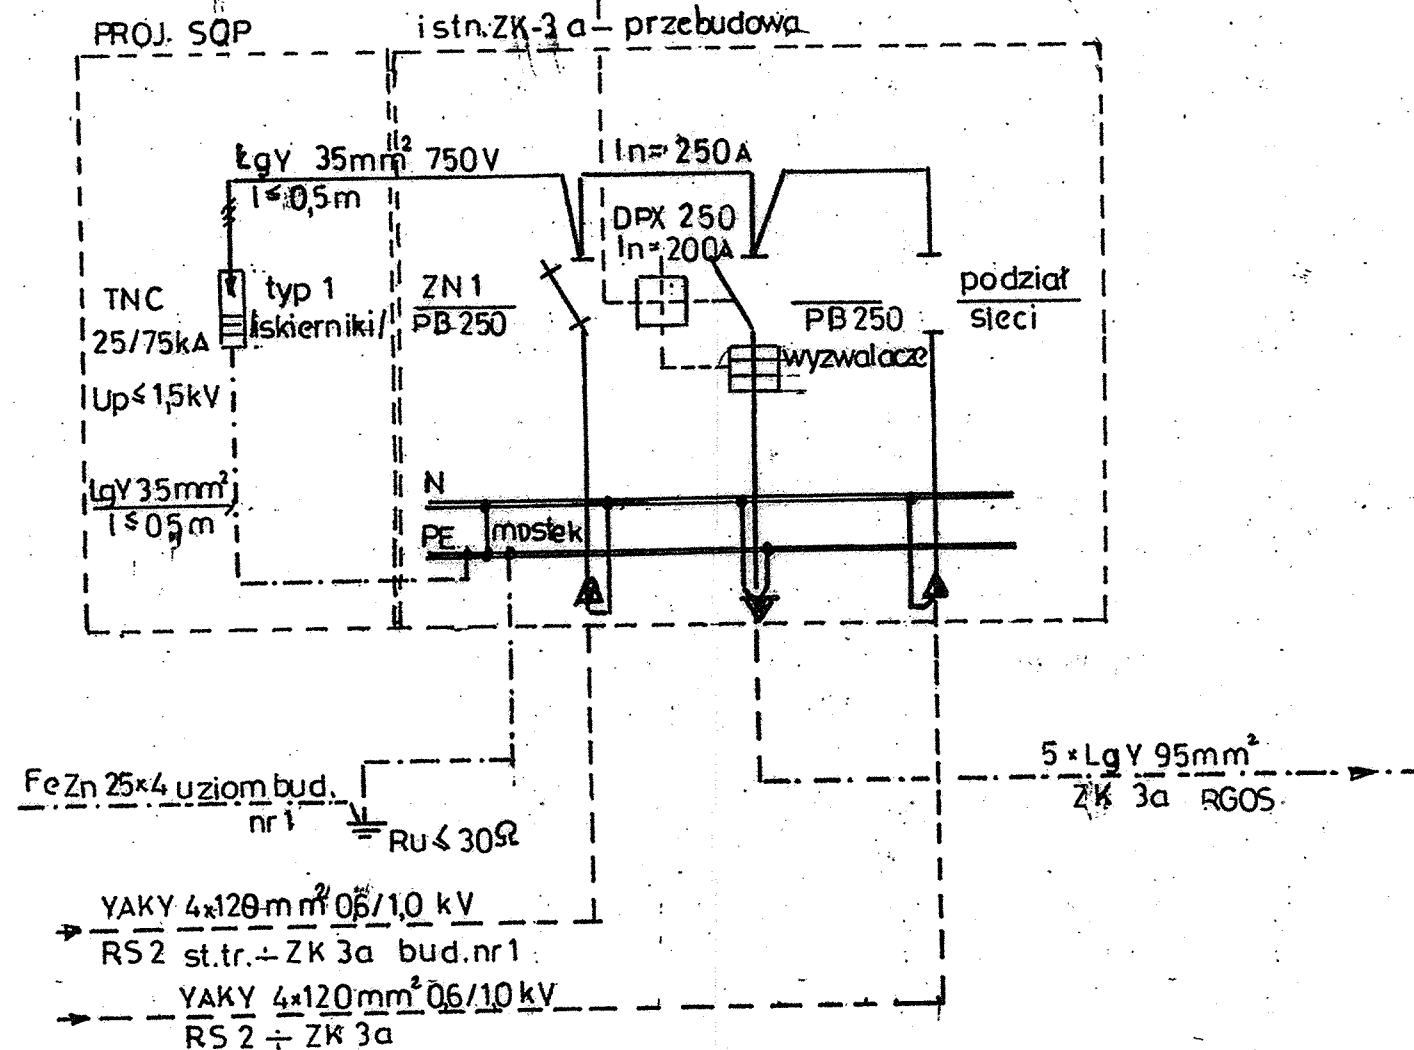 PROJ. SOP
istn. ZK-3a - przebudowa
ŁgY 35mm² 750V
l ≤ 0,5m
In = 250A
DPX 250
In = 200A
TNC
25/75kA
typ 1
/iskierniki/
Up ≤ 1,5kV
ZN1
PB 250
PB 250
podział
sieci
wyzwalacze
LgY 35mm²
l ≤ 0,5m
N
PE
mostek
FeZn 25×4 uziom bud.
nr 1
Ru ≤ 30Ω
5×LgY 95mm²
ZK 3a RGOS
YAKY 4×120mm² 0,6/1,0 kV
RS2 st.tr. ÷ ZK 3a bud. nr 1
YAKY 4×120mm² 0,6/1,0 kV
RS 2 ÷ ZK 3a